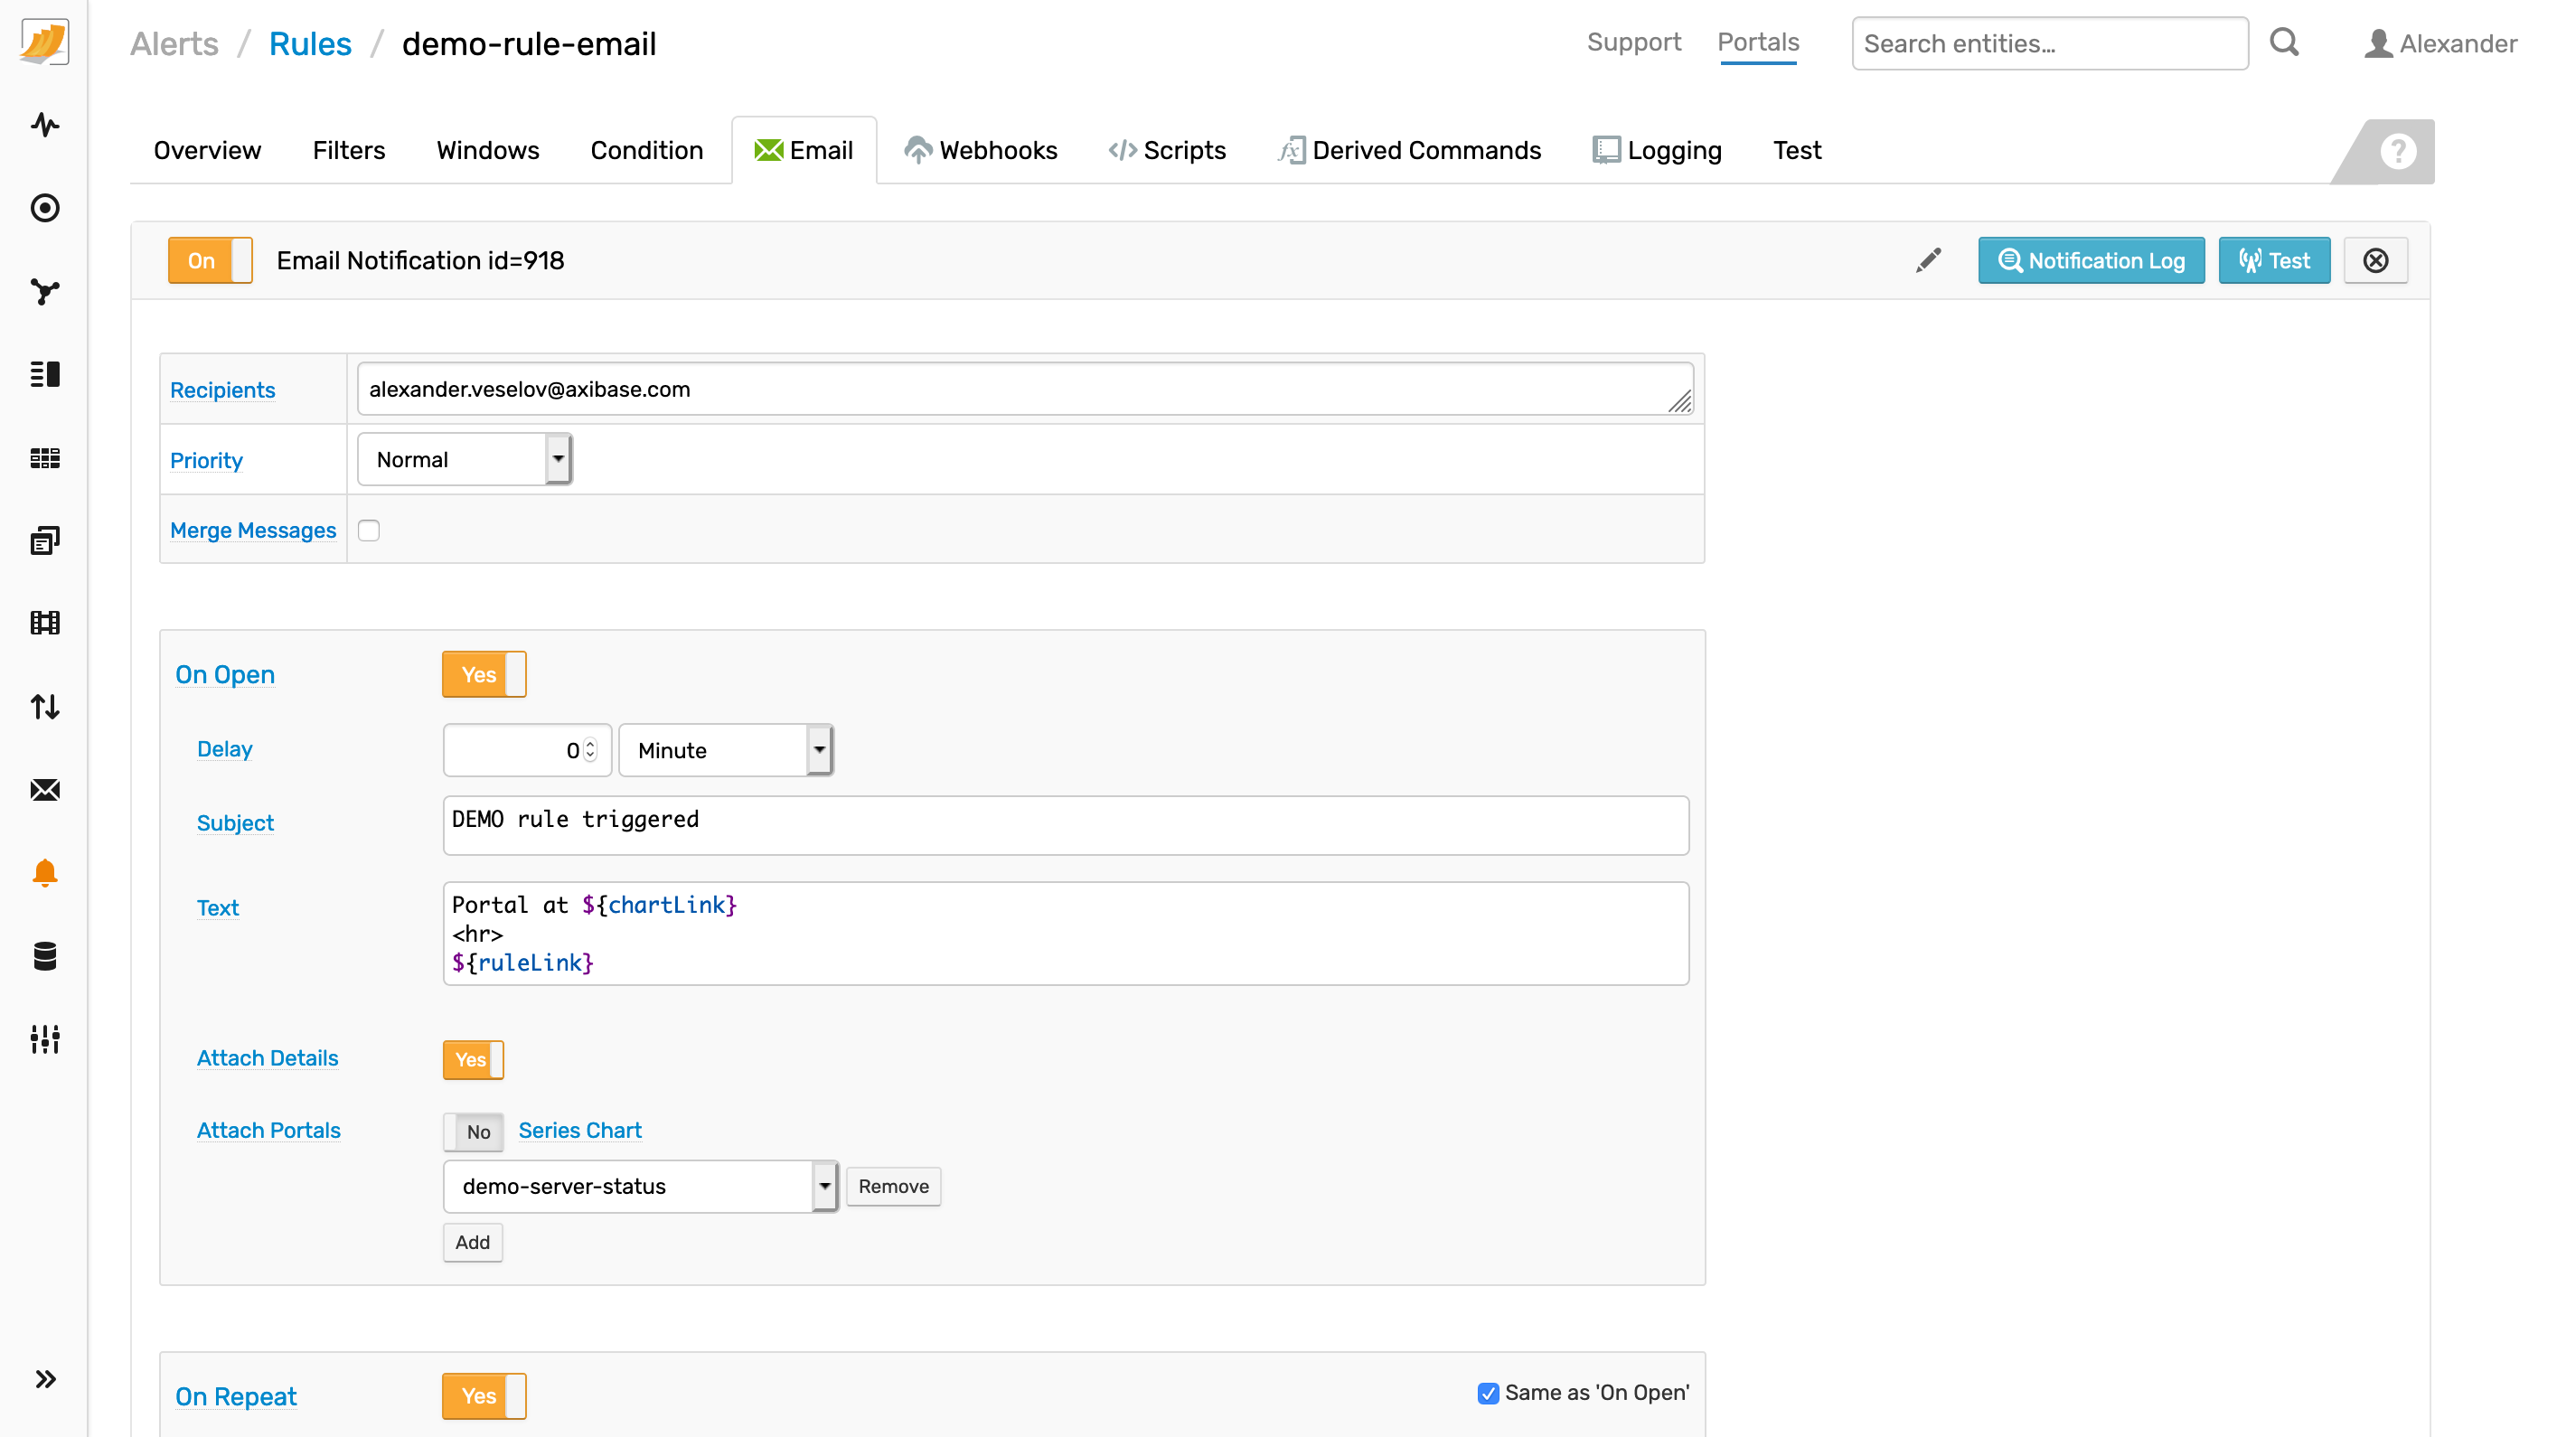 Alerts / Rules / demo-rule-email
Support Portals Search entities... Alexander
Overview Filters Windows Condition Email Webhooks </> Scripts fx Derived Commands Logging Test ?
On Email Notification id=918 Notification Log Test
Recipients alexander.veselov@axibase.com
Priority Normal
Merge Messages
On Open Yes
Delay 0 Minute
Subject DEMO rule triggered
Text Portal at ${chartLink}
<hr>
${ruleLink}
Attach Details Yes
Attach Portals No Series Chart
demo-server-status Remove
Add
On Repeat Yes Same as 'On Open'